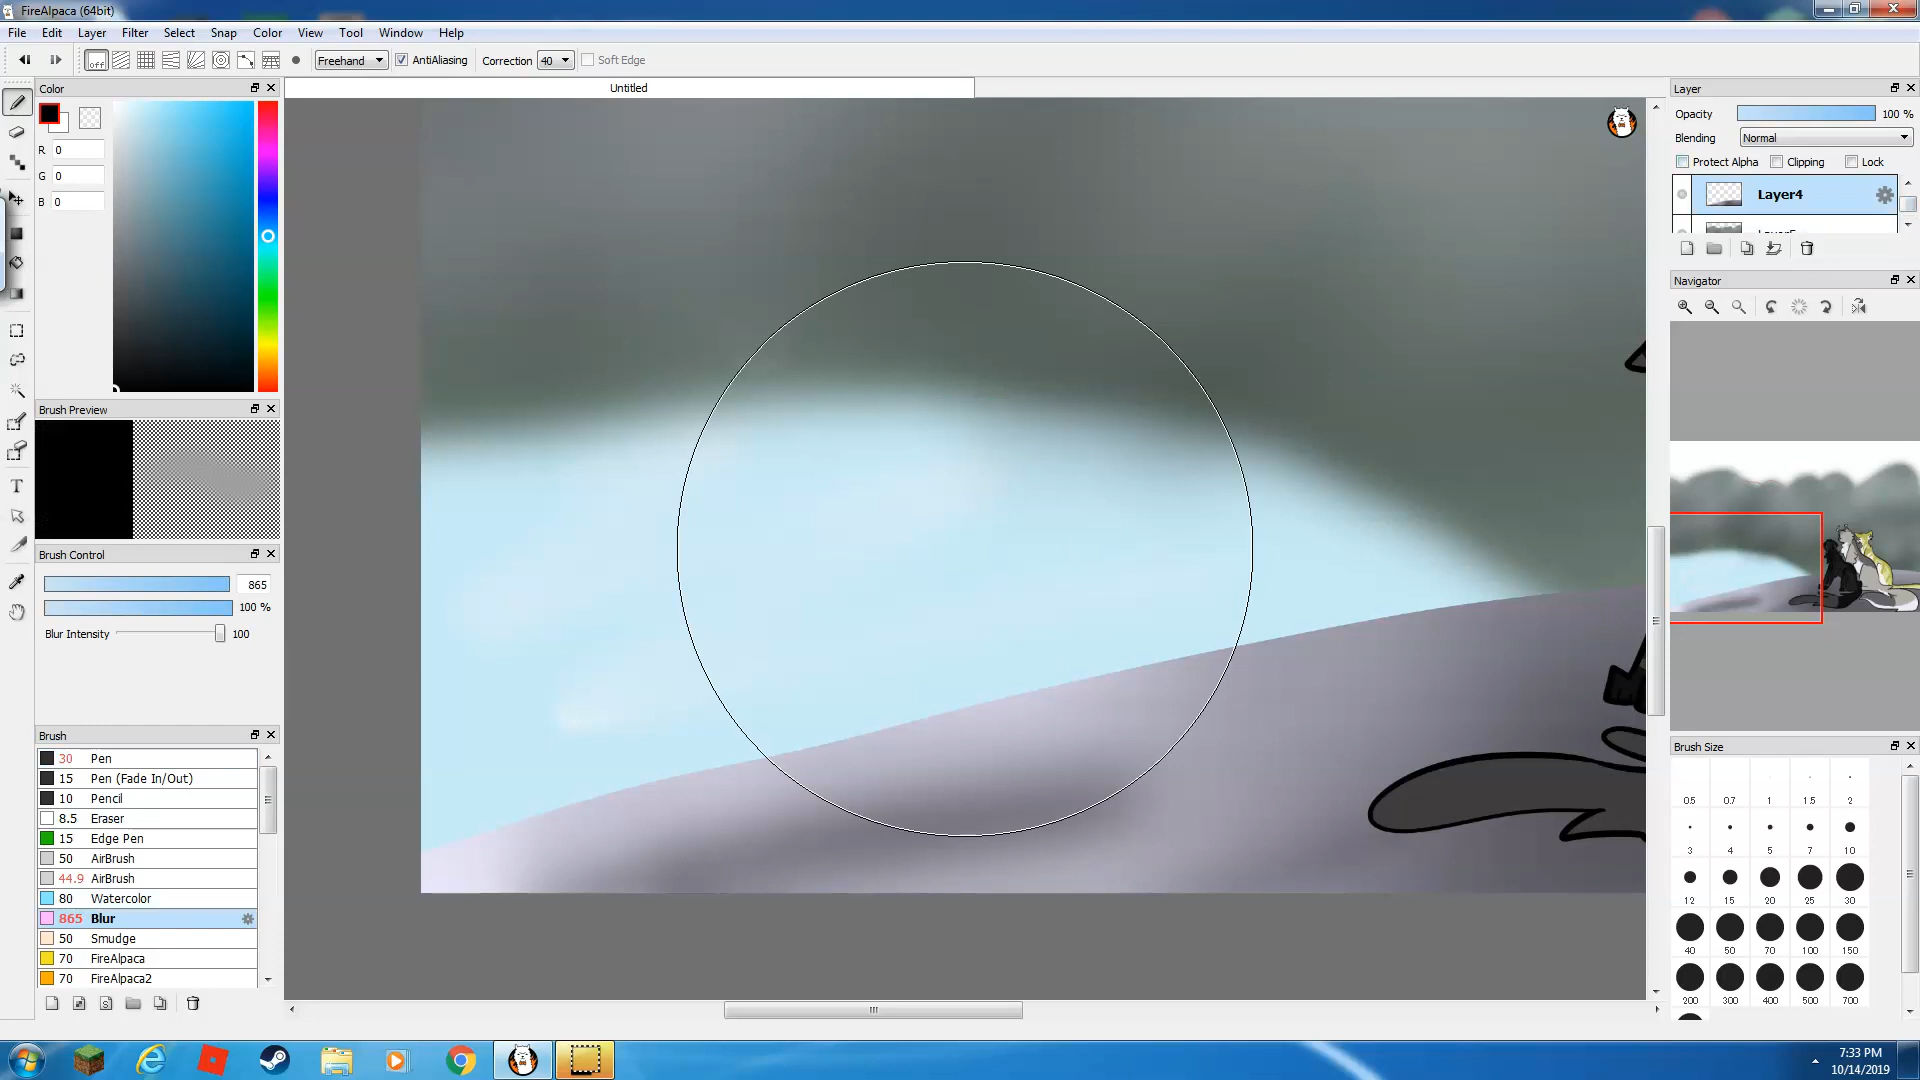 FireAlpaca (64bit)
File Edit Layer Filter Select Snap Color View Tool Window Help
off Freehand AntiAliasing Correction 40 Soft Edge
Color
Untitled
Layer
R 0
G 0
B 0
Opacity 100 %
Blending Normal
Protect Alpha Clipping Lock
Layer4
Navigator
Brush Preview
Brush Control
865
100 %
Blur Intensity 100
T
Brush
30 Pen
15 Pen (Fade In/Out)
10 Pencil
8.5 Eraser
15 Edge Pen
50 AirBrush
44.9 AirBrush
80 Watercolor
865 Blur
50 Smudge
70 FireAlpaca
70 FireAlpaca2
Brush Size
0.5 0.7 1 1.5 2
3 4 5 7 10
12 15 20 25 30
40 50 70 100 150
200 300 400 500 700
7:33 PM
10/14/2019